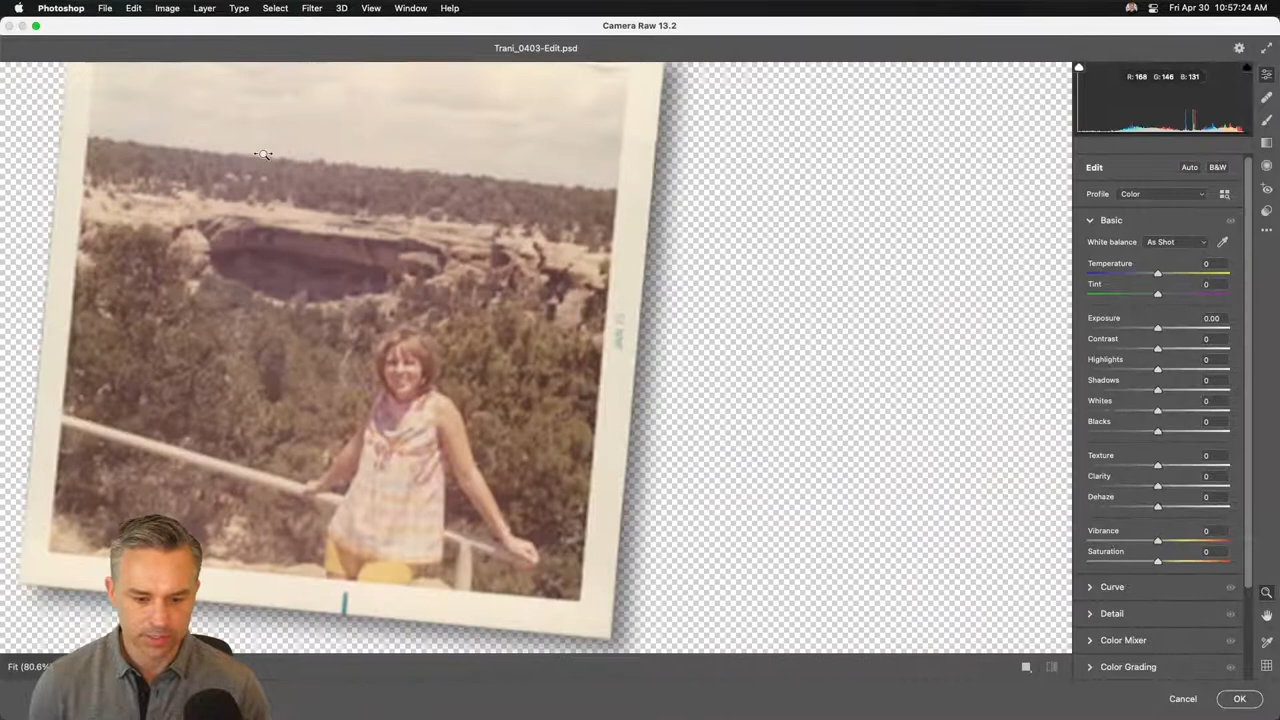 Photoshop File Edit Image Layer Type Select Filter 3D View Window Help Fri Apr 30 10:57:24 AM
Camera Raw 13.2
Trani_0403-Edit.psd
R: 168 G: 146 B: 131
Edit Auto B&W
Profile Color
Basic
White balance As Shot
Temperature 0
Tint 0
Exposure 0.00
Contrast 0
Highlights 0
Shadows 0
Whites 0
Blacks 0
Texture 0
Clarity 0
Dehaze 0
Vibrance 0
Saturation 0
Curve
Detail
Color Mixer
Color Grading
Fit (80.6%
Cancel OK